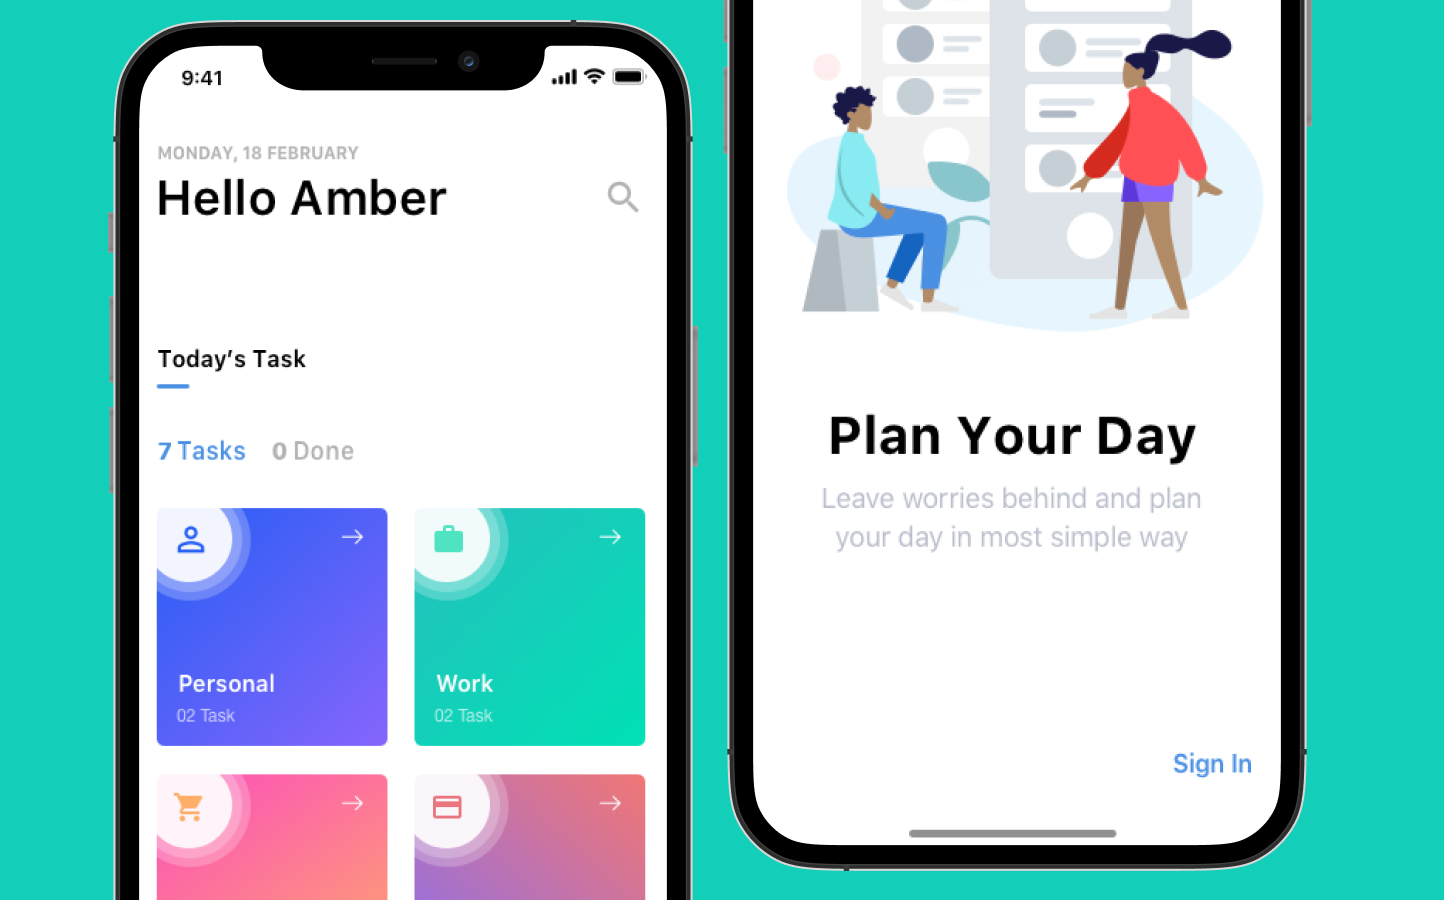 9:41
MONDAY, 18 FEBRUARY
Hello Amber
Today’s Task
7 Tasks 0 Done
Personal
02 Task
Work
02 Task
Plan Your Day
Leave worries behind and plan
your day in most simple way
Sign In